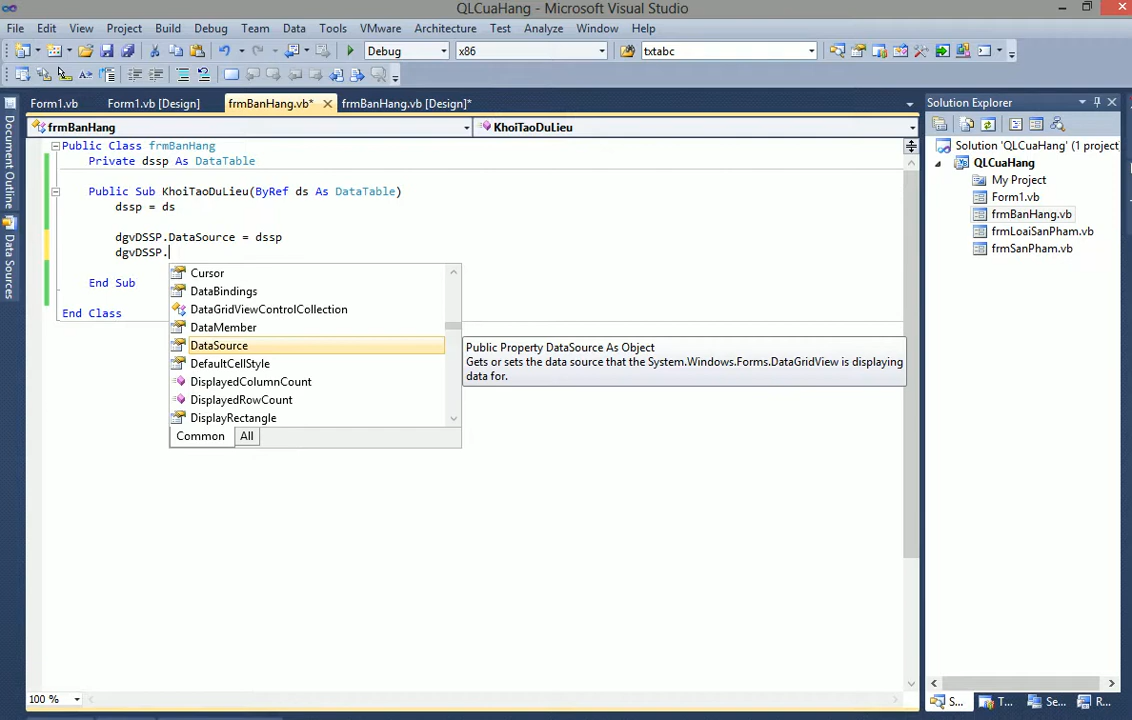 QLCuaHang - Microsoft Visual Studio
File Edit View Project Build Debug Team Data Tools VMware Architecture Test Analyze Window Help
Debug x86 txtabc
Form1.vb Form1.vb [Design] frmBanHang.vb* frmBanHang.vb [Design]*
frmBanHang KhoiTaoDuLieu
Public Class frmBanHang
Private dssp As DataTable
Public Sub KhoiTaoDuLieu(ByRef ds As DataTable)
dssp = ds
dgvDSSP.DataSource = dssp
dgvDSSP.
End Sub
End Class
Cursor
DataBindings
DataGridViewControlCollection
DataMember
DataSource
DefaultCellStyle
DisplayedColumnCount
DisplayedRowCount
DisplayRectangle
Common All
Public Property DataSource As Object
Gets or sets the data source that the System.Windows.Forms.DataGridView is displaying
data for.
Document Outline
Data Sources
Solution Explorer
Solution 'QLCuaHang' (1 project
QLCuaHang
My Project
Form1.vb
frmBanHang.vb
frmLoaiSanPham.vb
frmSanPham.vb
100 %
S... T... Se... R...